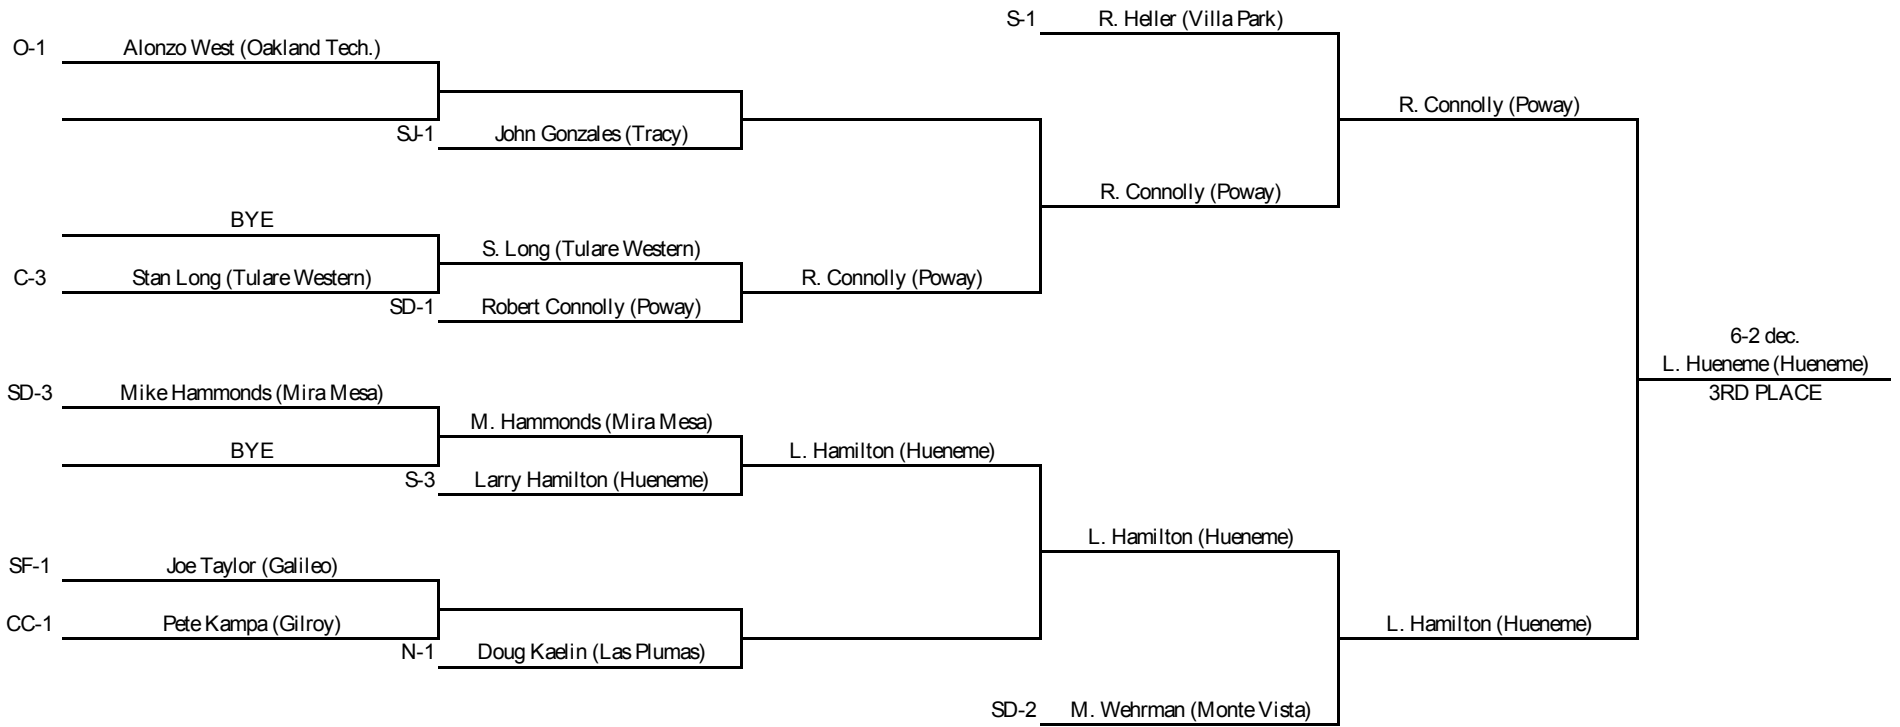 S-1 R. Heller (Villa Park)
O-1 Alonzo West (Oakland Tech.)
R. Connolly (Poway)
SJ-1 John Gonzales (Tracy)
R. Connolly (Poway)
BYE
S. Long (Tulare Western)
C-3 Stan Long (Tulare Western) R. Connolly (Poway)
SD-1 Robert Connolly (Poway)
6-2 dec.
L. Hueneme (Hueneme)
3RD PLACE
SD-3 Mike Hammonds (Mira Mesa)
M. Hammonds (Mira Mesa)
BYE L. Hamilton (Hueneme)
S-3 Larry Hamilton (Hueneme)
L. Hamilton (Hueneme)
SF-1 Joe Taylor (Galileo)
CC-1 Pete Kampa (Gilroy) L. Hamilton (Hueneme)
N-1 Doug Kaelin (Las Plumas)
SD-2 M. Wehrman (Monte Vista)